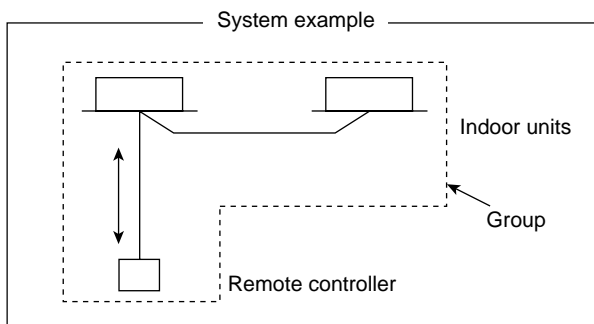 System example
Indoor units
Group
Remote controller